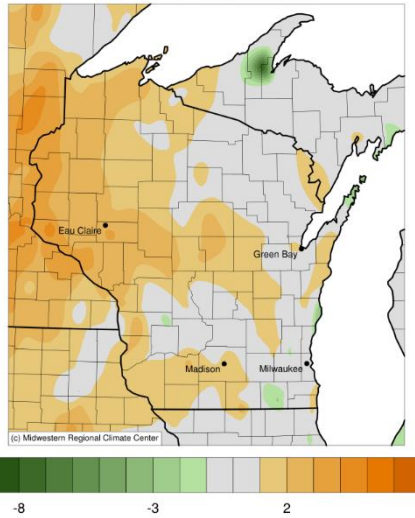 Eau Claire
Green Bay
Madison
Milwaukee
(c) Midwestern Regional Climate Center
-8 -3 2